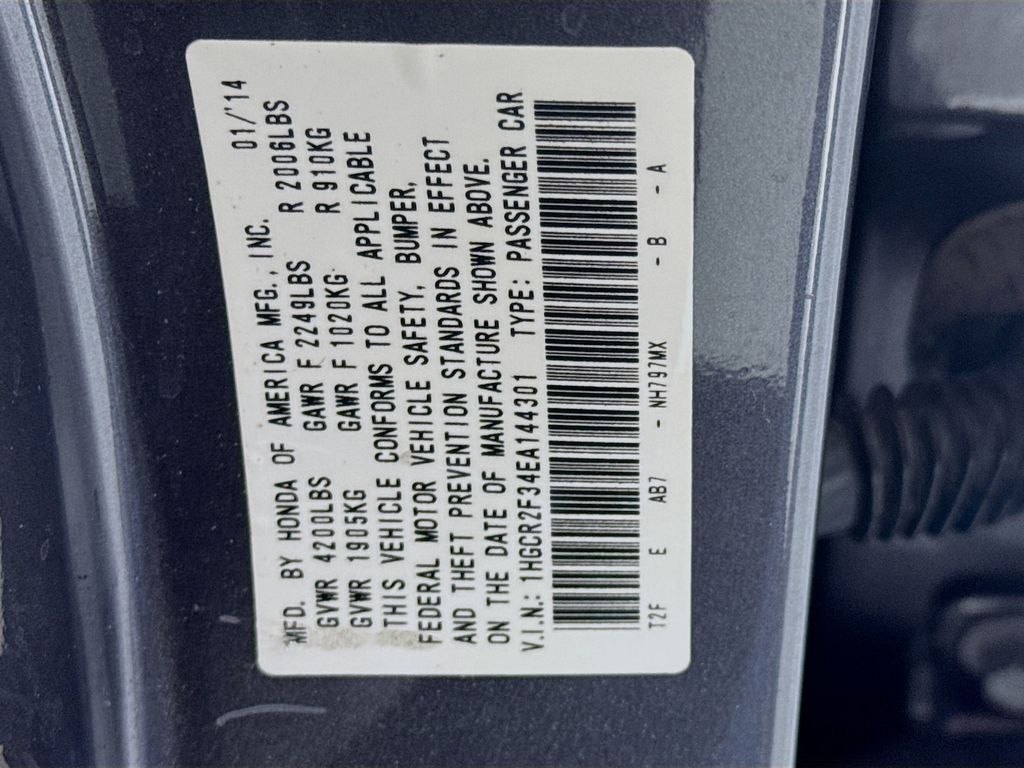 MFD. BY HONDA OF AMERICA MFG., INC. 01/'14
GVWR 4200LBS GAWR F 2249LBS R 2006LBS
GVWR 1905KG GAWR F 1020KG R 910KG
THIS VEHICLE CONFORMS TO ALL APPLICABLE
FEDERAL MOTOR VEHICLE SAFETY, BUMPER,
AND THEFT PREVENTION STANDARDS IN EFFECT
ON THE DATE OF MANUFACTURE SHOWN ABOVE.
V.I.N.: 1HGCR2F34EA144301 TYPE: PASSENGER CAR
T2F E AB7 - NH797MX - B - A